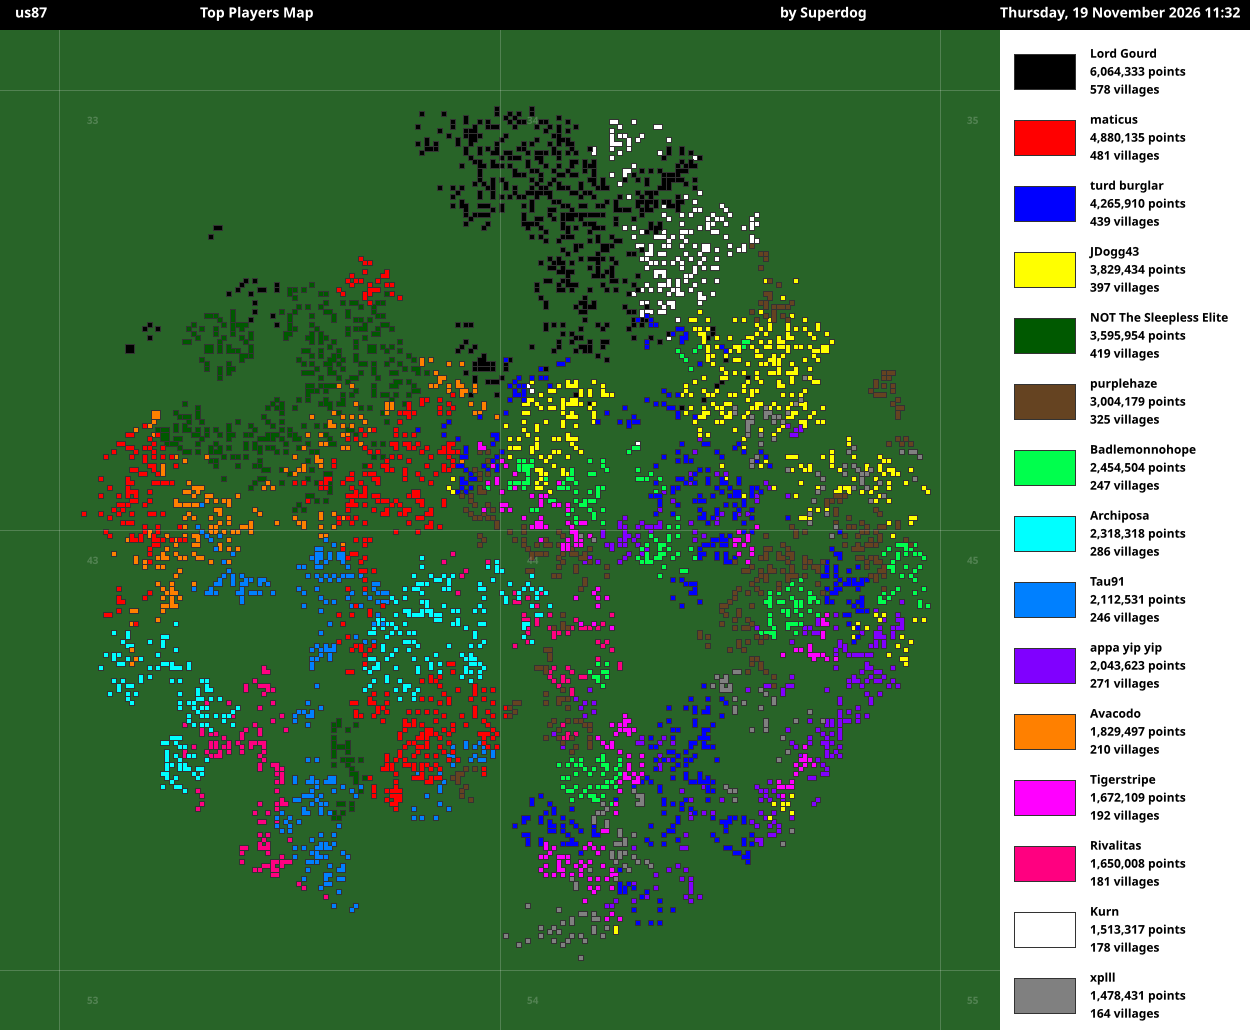 us87
Top Players Map
by Superdog
Thursday, 19 November 2026 11:32
33
34
35
43
44
45
53
54
55
Lord Gourd
6,064,333 points
578 villages
maticus
4,880,135 points
481 villages
turd burglar
4,265,910 points
439 villages
JDogg43
3,829,434 points
397 villages
NOT The Sleepless Elite
3,595,954 points
419 villages
purplehaze
3,004,179 points
325 villages
Badlemonnohope
2,454,504 points
247 villages
Archiposa
2,318,318 points
286 villages
Tau91
2,112,531 points
246 villages
appa yip yip
2,043,623 points
271 villages
Avacodo
1,829,497 points
210 villages
Tigerstripe
1,672,109 points
192 villages
Rivalitas
1,650,008 points
181 villages
Kurn
1,513,317 points
178 villages
xplll
1,478,431 points
164 villages